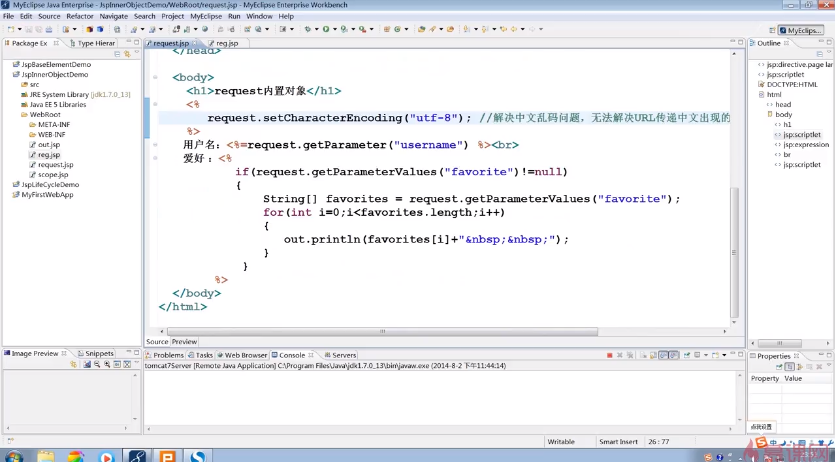 MyEclipse Java Enterprise - JspInnerObjectDemo/WebRoot/request.jsp - MyEclipse Enterprise Workbench
File Edit Source Refactor Navigate Search Project MyEclipse Run Window Help
MyEclips...
Package Ex
Type Hierar
JspBaseElementDemo
JspInnerObjectDemo
src
JRE System Library [jdk1.7.0_13]
Java EE 5 Libraries
WebRoot
META-INF
WEB-INF
out.jsp
reg.jsp
request.jsp
scope.jsp
JspLifeCycleDemo
MyFirstWebApp
request.jsp
reg.jsp
</head>
<body>
<h1>request内置对象</h1>
<%
request.setCharacterEncoding("utf-8"); //解决中文乱码问题，无法解决URL传递中文出现的
%>
用户名：<%=request.getParameter("username") %><br>
爱好：<%
if(request.getParameterValues("favorite")!=null)
{
String[] favorites = request.getParameterValues("favorite");
for(int i=0;i<favorites.length;i++)
{
out.println(favorites[i]+"&nbsp;&nbsp;");
}
}
%>
</body>
</html>
Source Preview
Outline
jsp:directive.page lar
jsp:scriptlet
DOCTYPE:HTML
html
head
body
h1
jsp:scriptlet
jsp:expression
br
jsp:scriptlet
Image Preview
Snippets
Problems
Tasks
Web Browser
Console
Servers
tomcat7Server [Remote Java Application] C:\Program Files\Java\jdk1.7.0_13\bin\javaw.exe (2014-8-2 下午11:44:14)
Properties
Property Value
点我设置
Writable
Smart Insert
26 : 77
中